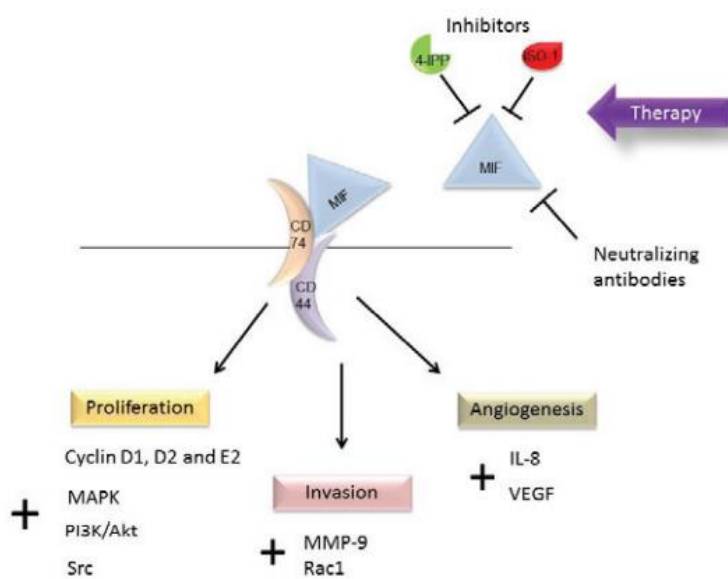 Inhibitors
4-IPP
ISO-1
Therapy
MIF
MIF
CD
74
Neutralizing
antibodies
CD
44
Proliferation
Angiogenesis
Cyclin D1, D2 and E2
+
IL-8
VEGF
Invasion
+
MAPK
PI3K/Akt
Src
+
MMP-9
Rac1